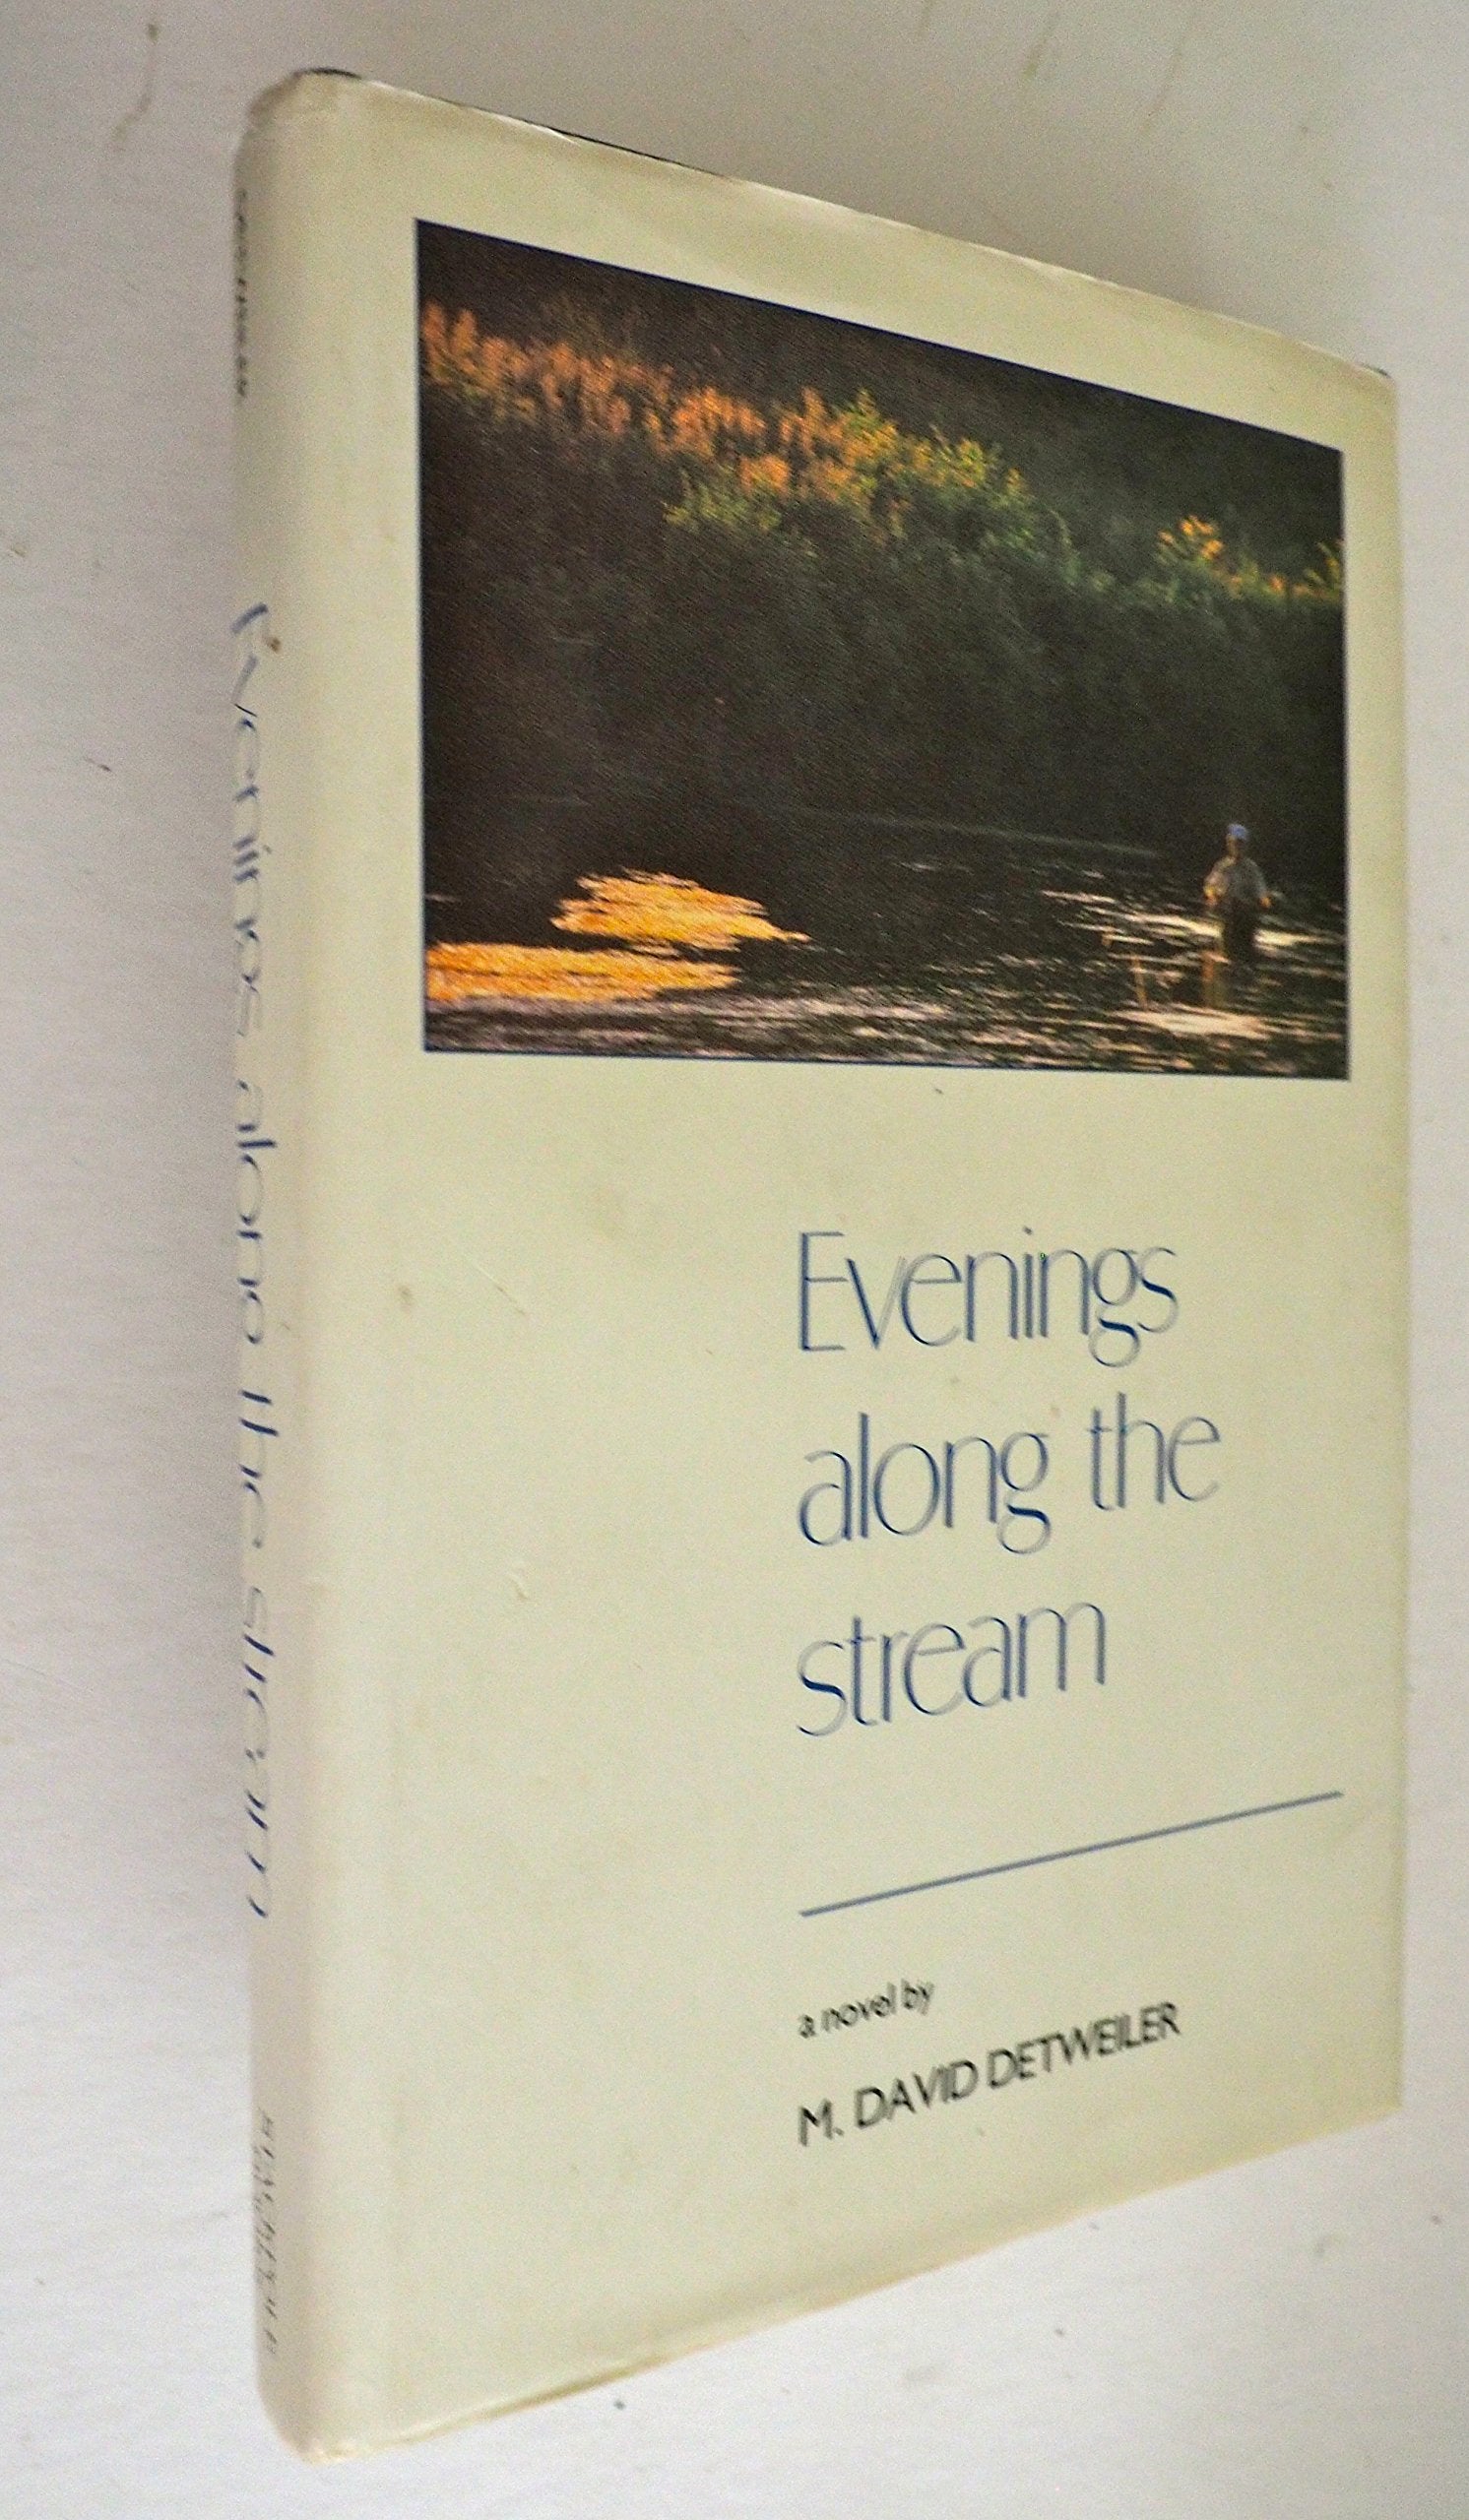 Evenings
along the
stream
a novel by
M. DAVID DETWEILER
Evenings along the stream